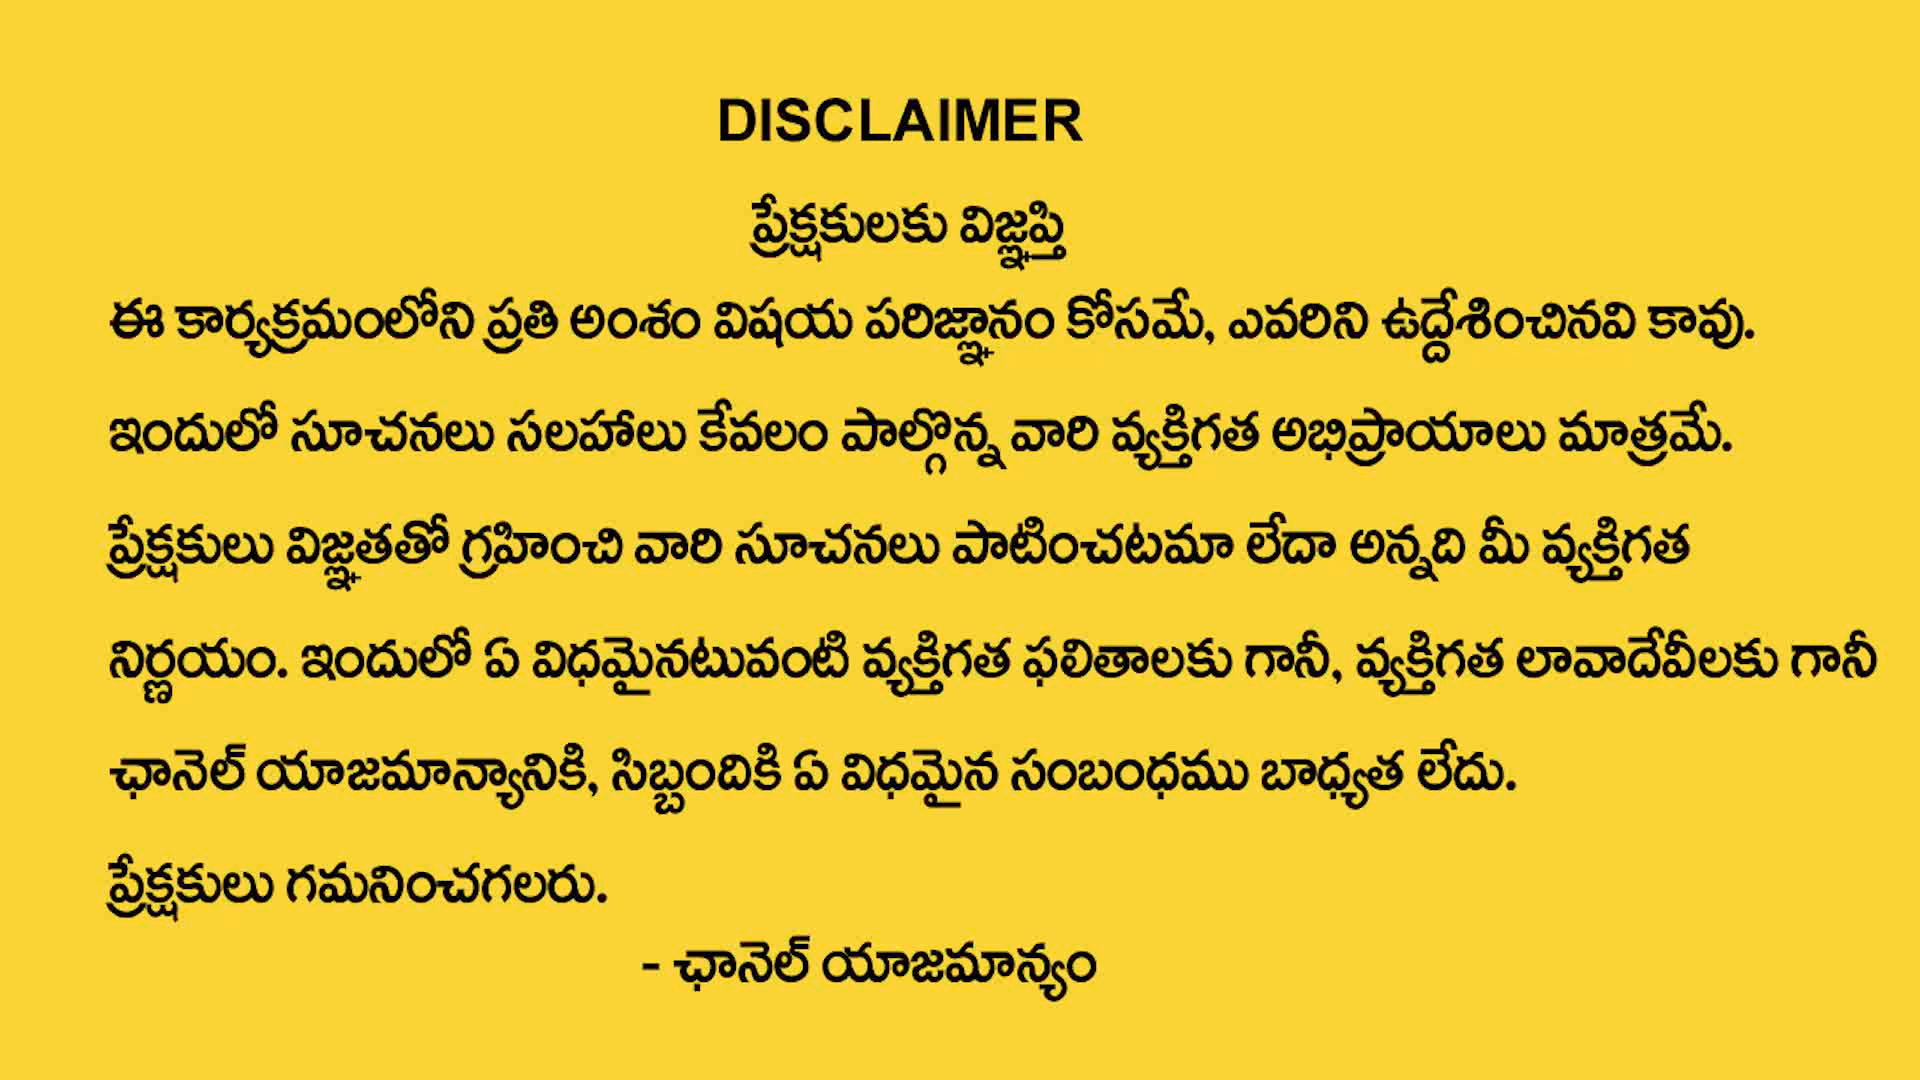 DISCLAIMER
ప్రేక్షకులకు విజ్ఞప్తి
ఈ కార్యక్రమంలోని ప్రతి అంశం విషయ పరిజ్ఞానం కోసమే, ఎవరిని ఉద్దేశించినవి కావు.
ఇందులో సూచనలు సలహాలు కేవలం పాల్గొన్న వారి వ్యక్తిగత అభిప్రాయాలు మాత్రమే.
ప్రేక్షకులు విజ్ఞతతో గ్రహించి వారి సూచనలు పాటించటమా లేదా అన్నది మీ వ్యక్తిగత
నిర్ణయం. ఇందులో ఏ విధమైనటువంటి వ్యక్తిగత ఫలితాలకు గానీ, వ్యక్తిగత లావాదేవీలకు గానీ
ఛానెల్ యాజమాన్యానికి, సిబ్బందికి ఏ విధమైన సంబంధము బాధ్యత లేదు.
ప్రేక్షకులు గమనించగలరు.
- ఛానెల్ యాజమాన్యం